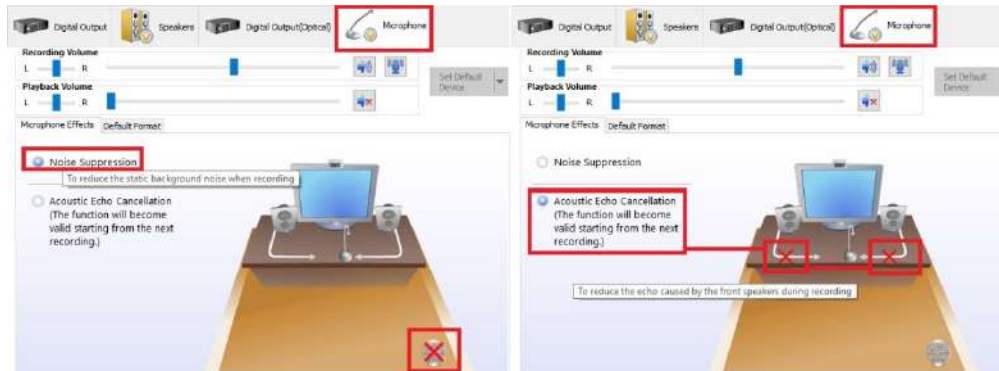 Digital Output
Speakers
Digital Output(Optical)
Microphone
Recording Volume
L
R
Set Default
Device
Playback Volume
L
R
Microphone Effects
Default Format
Noise Suppression
To reduce the static background noise when recording
Acoustic Echo Cancellation
(The function will become
valid starting from the next
recording.)
Digital Output
Speakers
Digital Output(Optical)
Microphone
Recording Volume
L
R
Set Default
Device
Playback Volume
L
R
Microphone Effects
Default Format
Noise Suppression
Acoustic Echo Cancellation
(The function will become
valid starting from the next
recording.)
To reduce the echo caused by the front speakers during recording